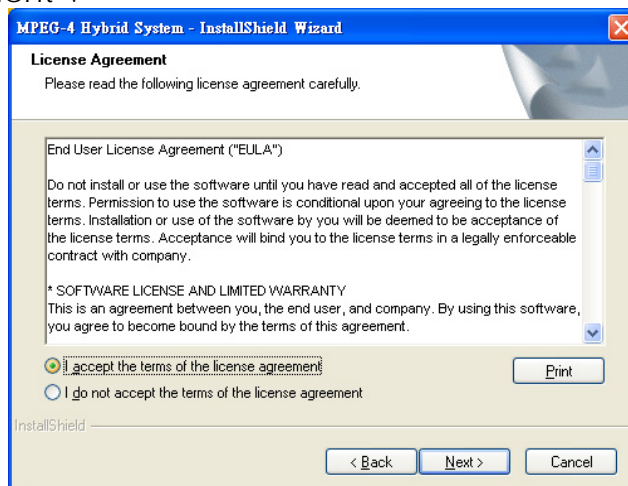 MPEG-4 Hybrid System - InstallShield Wizard
License Agreement
Please read the following license agreement carefully.
End User License Agreement ("EULA")
Do not install or use the software until you have read and accepted all of the license
terms. Permission to use the software is conditional upon your agreeing to the license
terms. Installation or use of the software by you will be deemed to be acceptance of
the license terms. Acceptance will bind you to the license terms in a legally enforceable
contract with company.
* SOFTWARE LICENSE AND LIMITED WARRANTY
This is an agreement between you, the end user, and company. By using this software,
you agree to become bound by the terms of this agreement.
I accept the terms of the license agreement
Print
I do not accept the terms of the license agreement
InstallShield
< Back
Next >
Cancel